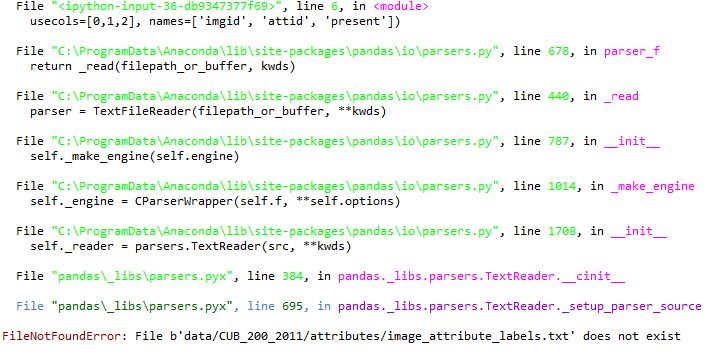 File "<ipython-input-36-db9347377f69>", line 6, in <module>
usecols=[0,1,2], names=['imgid', 'attid', 'present'])
File "C:\ProgramData\Anaconda\lib\site-packages\pandas\io\parsers.py", line 678, in parser_f
return _read(filepath_or_buffer, kwds)
File "C:\ProgramData\Anaconda\lib\site-packages\pandas\io\parsers.py", line 440, in _read
parser = TextFileReader(filepath_or_buffer, **kwds)
File "C:\ProgramData\Anaconda\lib\site-packages\pandas\io\parsers.py", line 787, in __init__
self._make_engine(self.engine)
File "C:\ProgramData\Anaconda\lib\site-packages\pandas\io\parsers.py", line 1014, in _make_engine
self._engine = CParserWrapper(self.f, **self.options)
File "C:\ProgramData\Anaconda\lib\site-packages\pandas\io\parsers.py", line 1708, in __init__
self._reader = parsers.TextReader(src, **kwds)
File "pandas\_libs\parsers.pyx", line 384, in pandas._libs.parsers.TextReader.__cinit__
File "pandas\_libs\parsers.pyx", line 695, in pandas._libs.parsers.TextReader._setup_parser_source
FileNotFoundError: File b'data/CUB_200_2011/attributes/image_attribute_labels.txt' does not exist